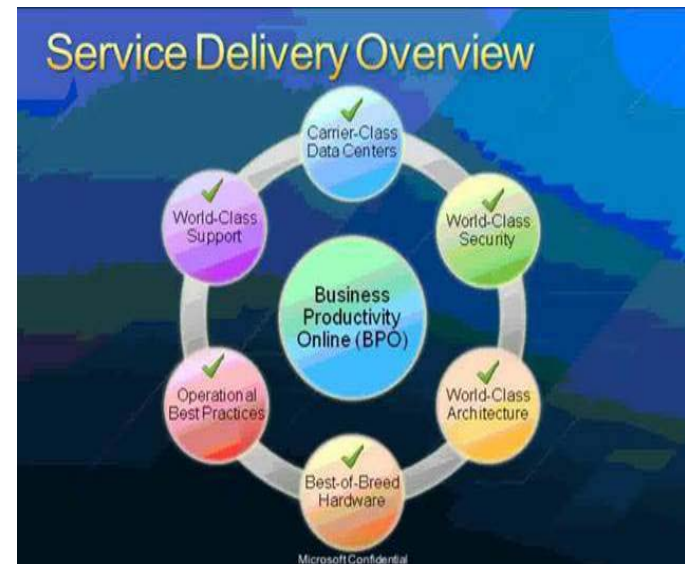 Service Delivery Overview
Carrier-Class
Data Centers
World-Class
Security
World-Class
Architecture
Best-of-Breed
Hardware
Operational
Best Practices
World-Class
Support
Business
Productivity
Online (BPO)
Microsoft Confidential